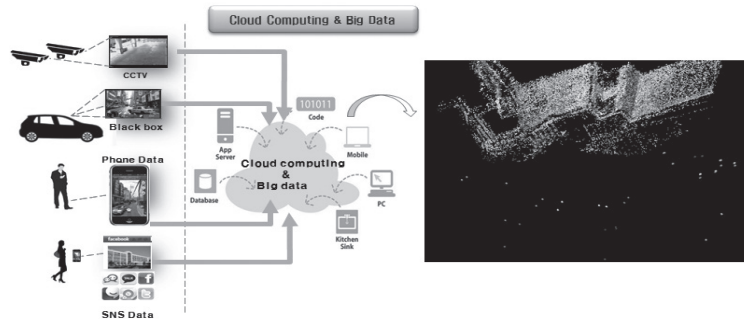 Cloud Computing & Big Data
CCTV
Black box
Phone Data
facebook
SNS Data
101011
Code
App
Server
Mobile
Cloud computing
&
Big data
Database
PC
Kitchen
Sink